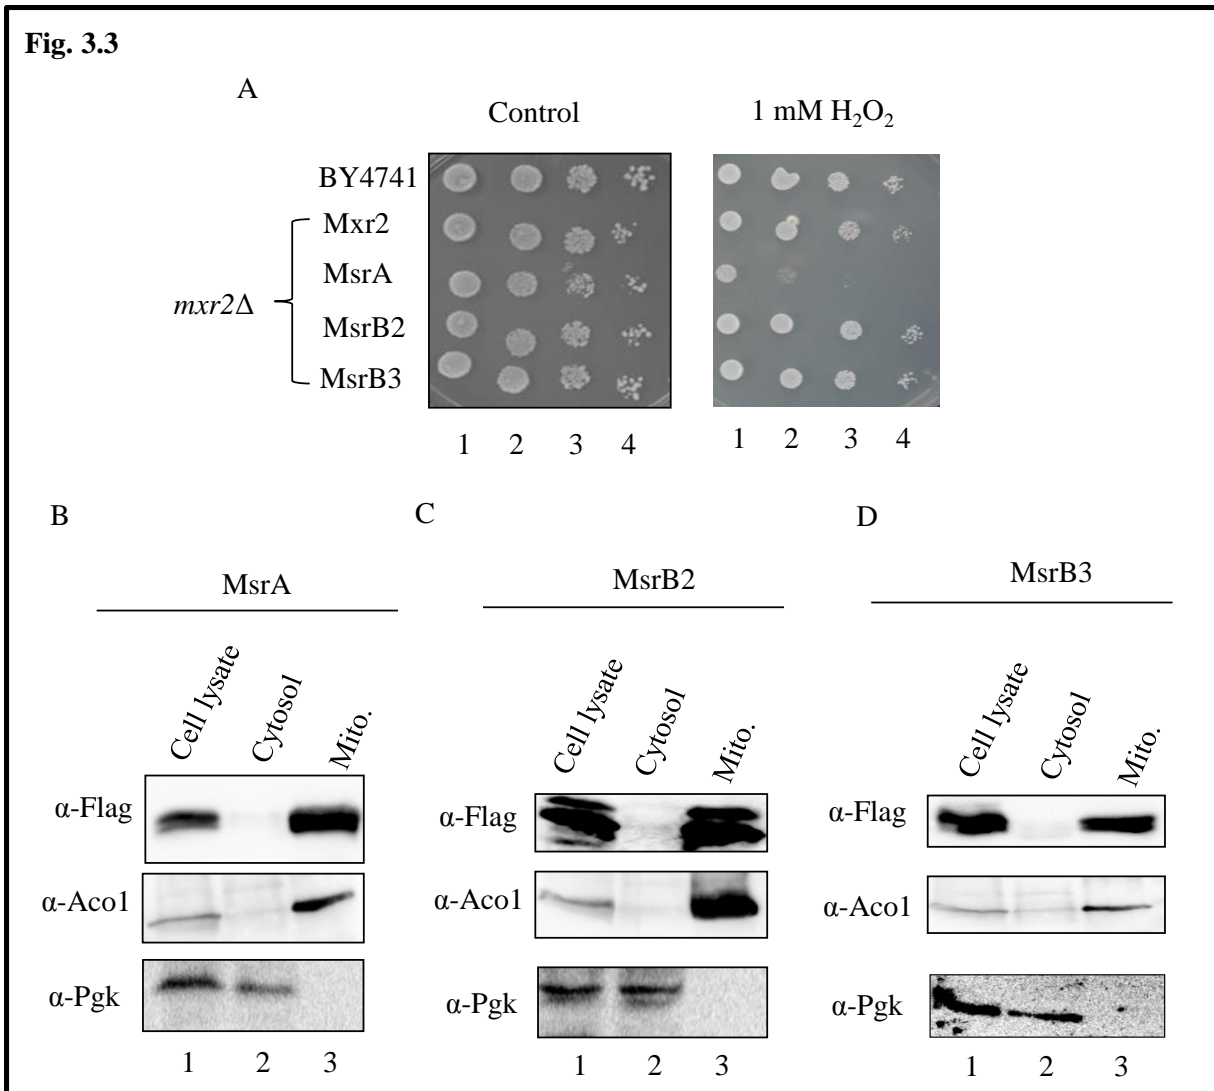 Fig. 3.3
A
Control
1 mM H₂O₂
BY4741
Mxr2
MsrA
mxr2Δ
MsrB2
MsrB3
1 2 3 4
1 2 3 4
B
C
D
MsrA
MsrB2
MsrB3
Cell lysate
Cytosol
Mito.
Cell lysate
Cytosol
Mito.
Cell lysate
Cytosol
Mito.
α-Flag
α-Aco1
α-Pgk
1 2 3
α-Flag
α-Aco1
α-Pgk
1 2 3
α-Flag
α-Aco1
α-Pgk
1 2 3